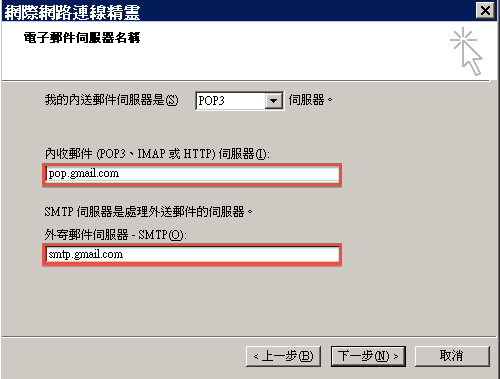 網際網路連線精靈
電子郵件伺服器名稱
我的內送郵件伺服器是(S) POP3 伺服器。
內收郵件 (POP3、IMAP 或 HTTP) 伺服器(I):
pop.gmail.com
SMTP 伺服器是處理外送郵件的伺服器。
外寄郵件伺服器 - SMTP(O):
smtp.gmail.com
<上一步(B) 下一步(N)> 取消